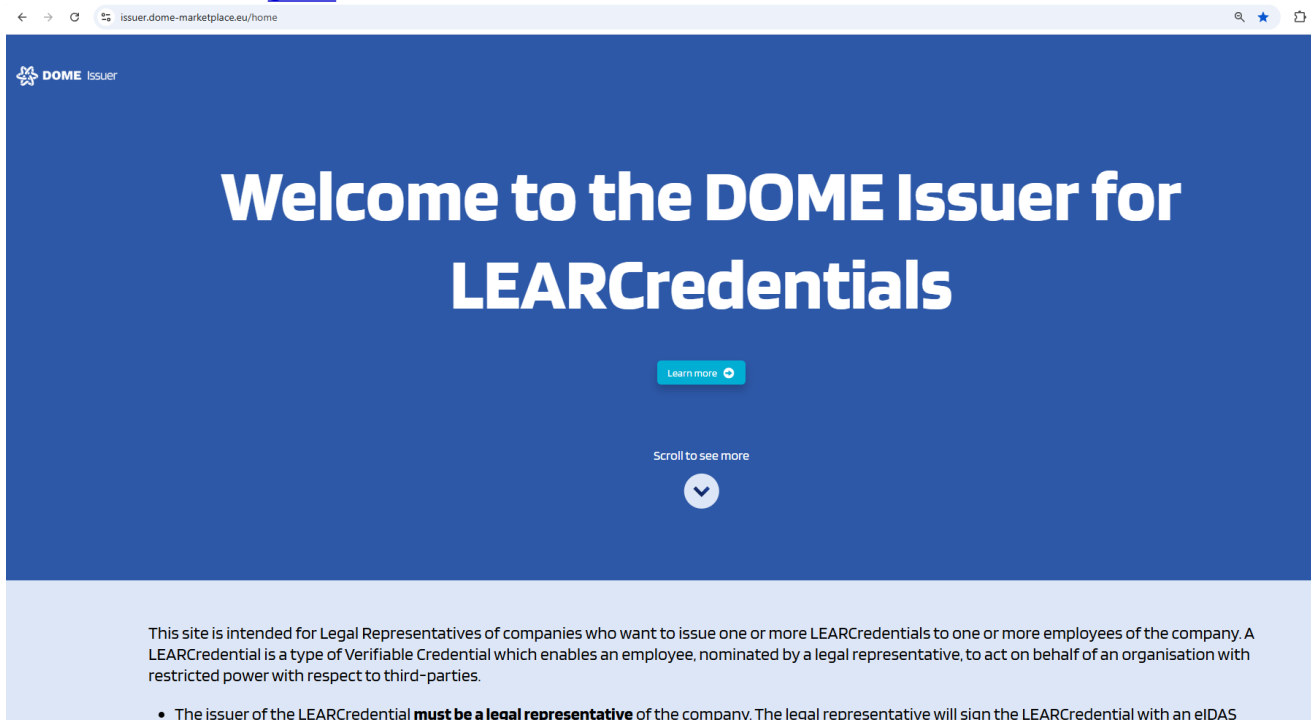 issuer.dome-marketplace.eu/home
DOME Issuer
Welcome to the DOME Issuer for
LEARCredentials
Learn more
Scroll to see more
This site is intended for Legal Representatives of companies who want to issue one or more LEARCredentials to one or more employees of the company. A
LEARCredential is a type of Verifiable Credential which enables an employee, nominated by a legal representative, to act on behalf of an organisation with
restricted power with respect to third-parties.
• The issuer of the LEARCredential must be a legal representative of the company. The legal representative will sign the LEARCredential with an eIDAS